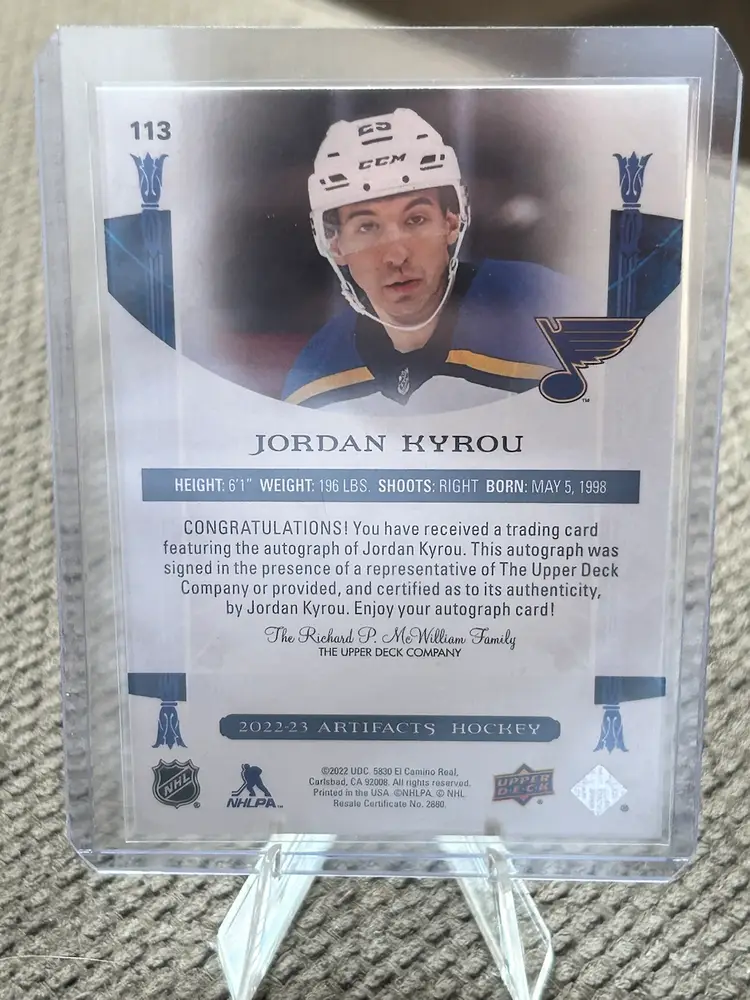 113
25
CCM
TM
JORDAN KYROU
HEIGHT: 6'1" WEIGHT: 196 LBS. SHOOTS: RIGHT BORN: MAY 5, 1998
CONGRATULATIONS! You have received a trading card
featuring the autograph of Jordan Kyrou. This autograph was
signed in the presence of a representative of The Upper Deck
Company or provided, and certified as to its authenticity,
by Jordan Kyrou. Enjoy your autograph card!
The Richard P. McWilliam Family
THE UPPER DECK COMPANY
2022-23 ARTIFACTS HOCKEY
©2022 UDC. 5830 El Camino Real,
Carlsbad, CA 92008. All rights reserved.
Printed in the USA. ©NHLPA. © NHL
Resale Certificate No. 2680.
NHL ®
NHLPA TM
UPPER DECK ®